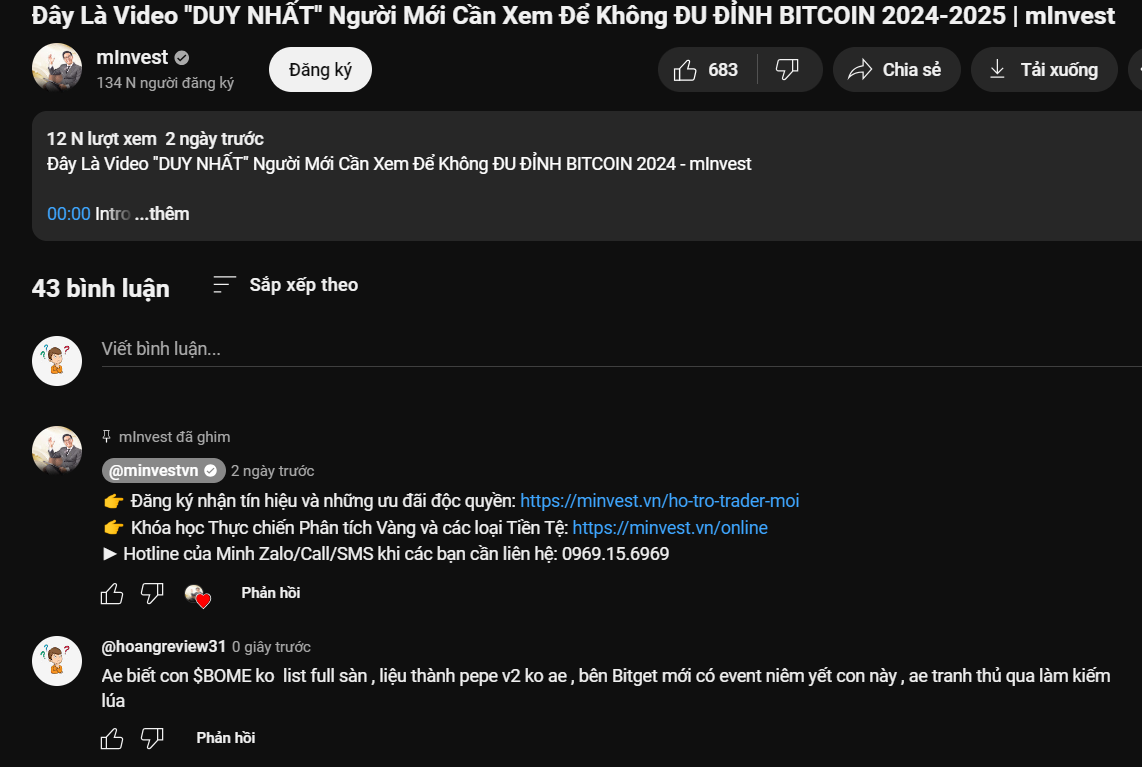 Đây Là Video "DUY NHẤT" Người Mới Cần Xem Để Không ĐU ĐỈNH BITCOIN 2024-2025 | mInvest
mInvest
134 N người đăng ký
Đăng ký
683
Chia sẻ
Tải xuống
12 N lượt xem 2 ngày trước
Đây Là Video "DUY NHẤT" Người Mới Cần Xem Để Không ĐU ĐỈNH BITCOIN 2024 - mInvest
00:00 Intro ...thêm
43 bình luận
Sắp xếp theo
Viết bình luận...
mInvest đã ghim
@minvestvn 2 ngày trước
👉 Đăng ký nhận tín hiệu và những ưu đãi độc quyền: https://minvest.vn/ho-tro-trader-moi
👉 Khóa học Thực chiến Phân tích Vàng và các loại Tiền Tệ: https://minvest.vn/online
► Hotline của Minh Zalo/Call/SMS khi các bạn cần liên hệ: 0969.15.6969
Phản hồi
@hoangreview31 0 giây trước
Ae biết con $BOME ko list full sàn , liệu thành pepe v2 ko ae , bên Bitget mới có event niêm yết con này , ae tranh thủ qua làm kiếm
lúa
Phản hồi